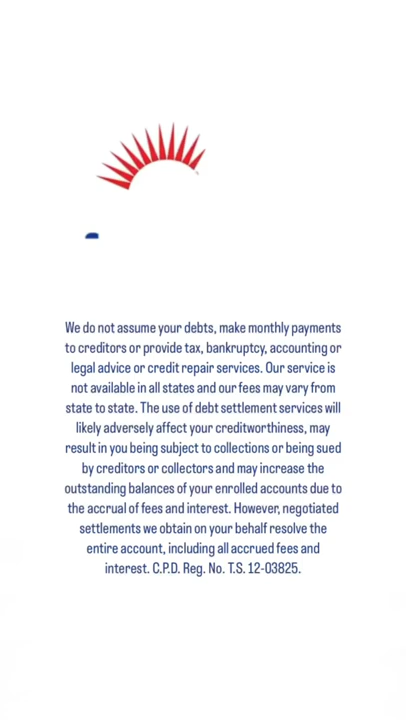 We do not assume your debts, make monthly payments
to creditors or provide tax, bankruptcy, accounting or
legal advice or credit repair services. Our service is
not available in all states and our fees may vary from
state to state. The use of debt settlement services will
likely adversely affect your creditworthiness, may
result in you being subject to collections or being sued
by creditors or collectors and may increase the
outstanding balances of your enrolled accounts due to
the accrual of fees and interest. However, negotiated
settlements we obtain on your behalf resolve the
entire account, including all accrued fees and
interest. C.P.D. Reg. No. T.S. 12-03825.